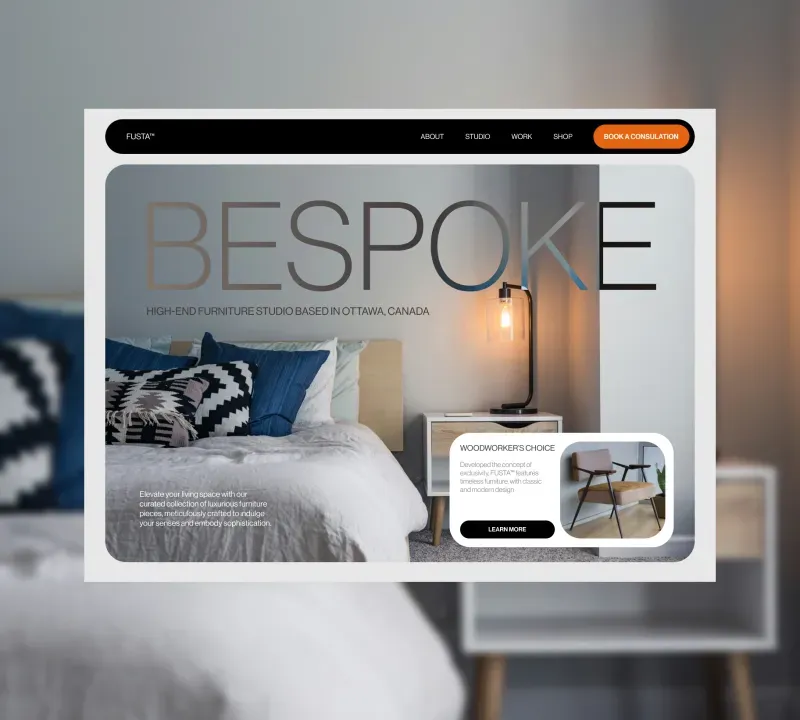 FUSTA™
ABOUT
STUDIO
WORK
SHOP
BOOK A CONSULATION
BESPOKE
HIGH-END FURNITURE STUDIO BASED IN OTTAWA, CANADA
WOODWORKER'S CHOICE
Developed the concept of
exclusivity, FUSTA™ features
timeless furniture, with classic
and modern design
LEARN MORE
Elevate your living space with our
curated collection of luxurious furniture
pieces, meticulously crafted to indulge
your senses and embody sophistication.